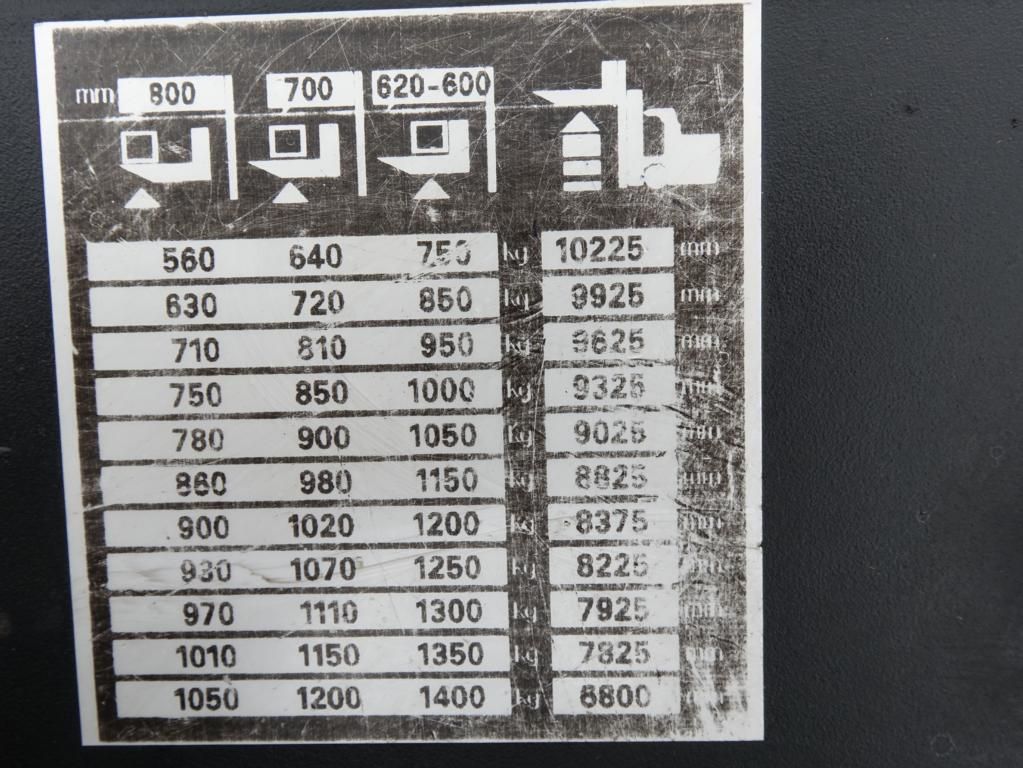 mm 800 700 620-600
560 640 750 kg 10225 mm
630 720 850 kg 9925 mm
710 810 950 kg 9625 mm
750 850 1000 kg 9325 mm
780 900 1050 kg 9025 mm
860 980 1150 kg 8825 mm
900 1020 1200 kg 8375 mm
930 1070 1250 kg 8225 mm
970 1110 1300 kg 7925 mm
1010 1150 1350 kg 7825 mm
1050 1200 1400 kg 6800